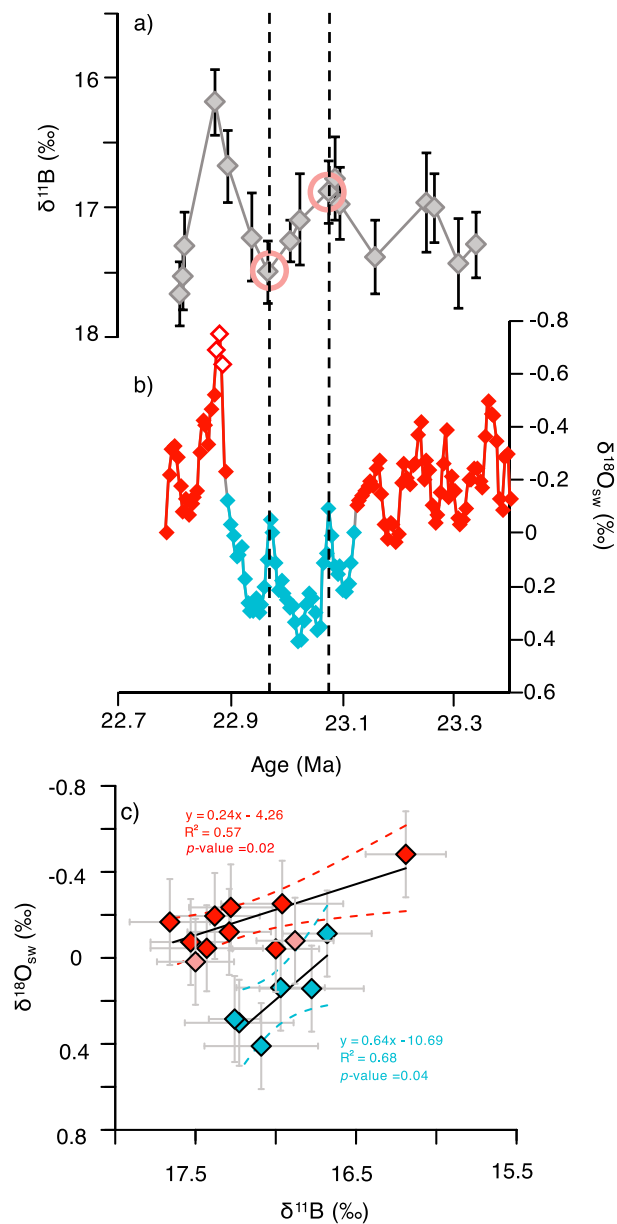 a)
16
17
18
δ¹¹B (‰)
b)
-0.8
-0.6
-0.4
-0.2
0
0.2
0.4
0.6
δ¹⁸O_sw (‰)
22.7
22.9
23.1
23.3
Age (Ma)
c)
-0.8
-0.4
0
0.4
0.8
δ¹⁸O_sw (‰)
y = 0.24x - 4.26
R² = 0.57
p-value =0.02
y = 0.64x -10.69
R² = 0.68
p-value =0.04
17.5
16.5
15.5
δ¹¹B (‰)